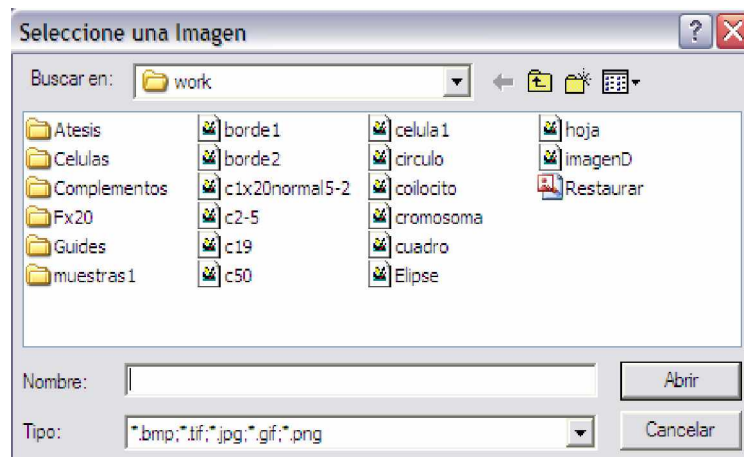 Seleccione una Imagen
Buscar en: work
Atesis borde1 celula1 hoja
Celulas borde2 circulo imagenD
Complementos c1x20normal5-2 coilocito Restaurar
Fx20 c2-5 cromosoma
Guides c19 cuadro
muestras1 c50 Elipse
Nombre: Abrir
Tipo: *.bmp;*.tif;*.jpg;*.gif;*.png Cancelar